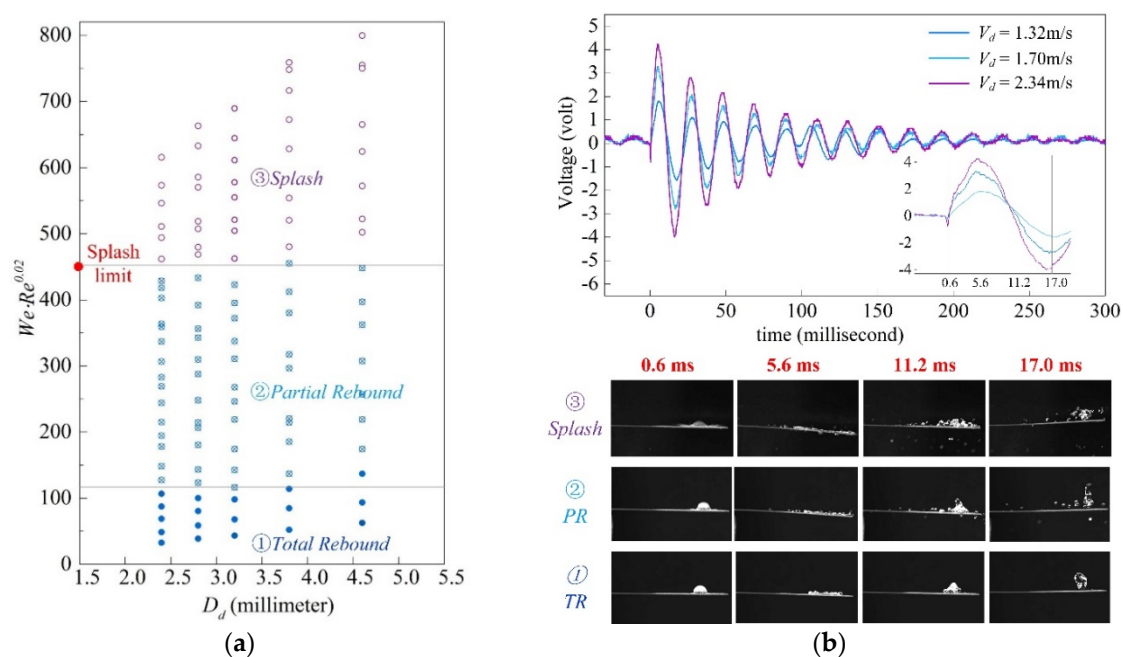 800
700
600
500
400
300
200
100
0
We·Re^0.02
③Splash
Splash
limit
②Partial Rebound
①Total Rebound
1.5 2.0 2.5 3.0 3.5 4.0 4.5 5.0 5.5
D_d (millimeter)
(a)
6
5
4
3
2
1
0
-1
-2
-3
-4
-5
-6
Voltage (volt)
V_d = 1.32m/s
V_d = 1.70m/s
V_d = 2.34m/s
4
2
0
-2
-4
0.6 5.6 11.2 17.0
0 50 100 150 200 250 300
time (millisecond)
0.6 ms 5.6 ms 11.2 ms 17.0 ms
③
Splash
②
PR
①
TR
(b)